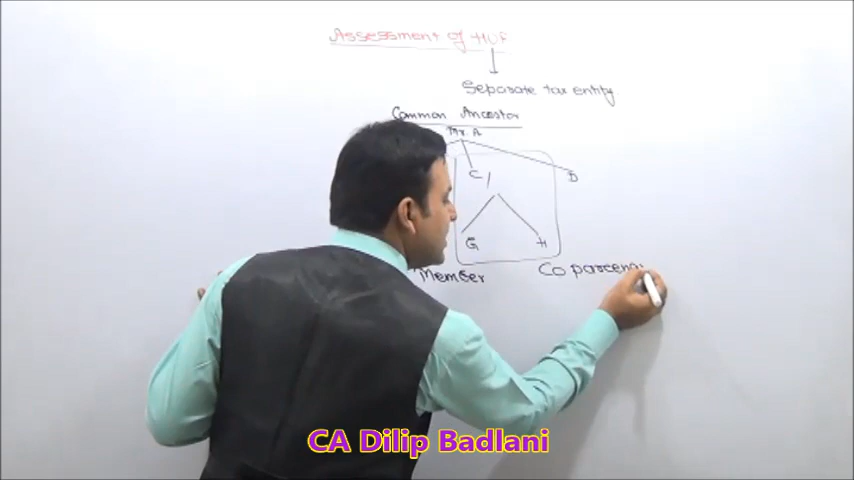 Assessment of HUF
Separate tax entity
Common Ancestor
Mr. A
C
D
G
H
Member
Co parcen
CA Dilip Badlani